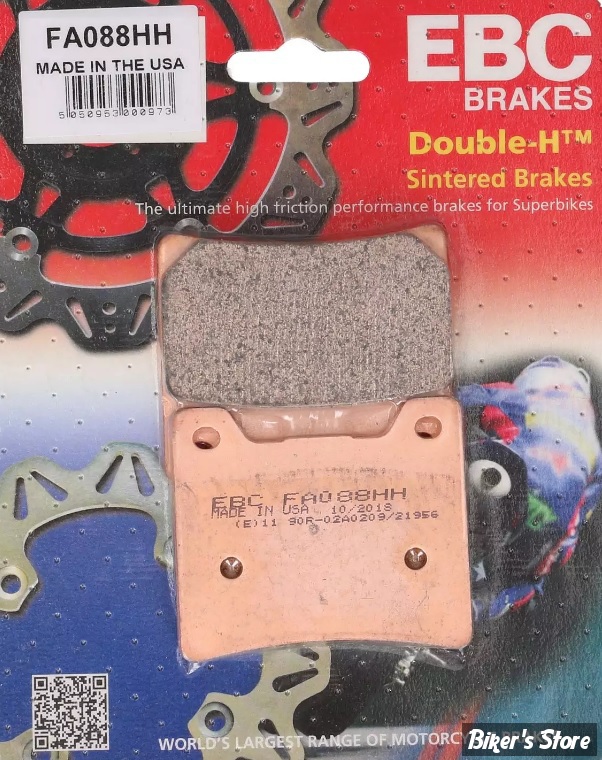 FA088HH
MADE IN THE USA
5 050953 000973
EBC
BRAKES
Double-H™
Sintered Brakes
The ultimate high friction performance brakes for Superbikes
EBC FA088HH
MADE IN USA 10/2018
(E)11 90R-02A0209/21956
WORLD'S LARGEST RANGE OF MOTORCYCLE
Biker's Store